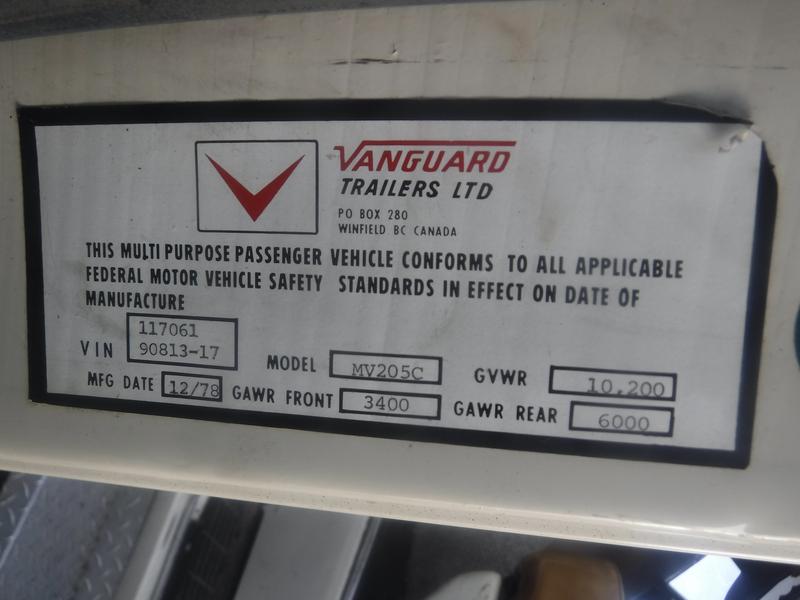 VANGUARD
TRAILERS LTD
PO BOX 280
WINFIELD BC CANADA
THIS MULTI PURPOSE PASSENGER VEHICLE CONFORMS TO ALL APPLICABLE
FEDERAL MOTOR VEHICLE SAFETY STANDARDS IN EFFECT ON DATE OF
MANUFACTURE
117061
VIN 90813-17 MODEL MV205C GVWR 10,200
MFG DATE 12/78 GAWR FRONT 3400 GAWR REAR 6000